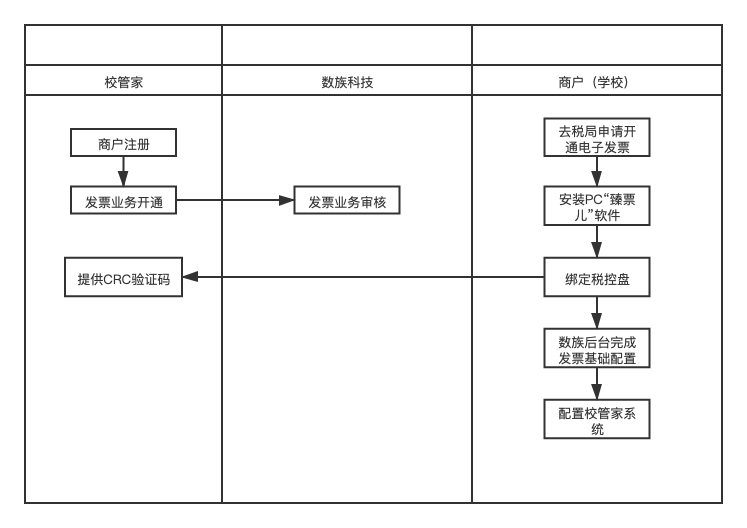 校管家
数族科技
商户（学校）
商户注册
去税局申请开
通电子发票
发票业务开通
发票业务审核
安装PC“臻票
儿”软件
提供CRC验证码
绑定税控盘
数族后台完成
发票基础配置
配置校管家系
统